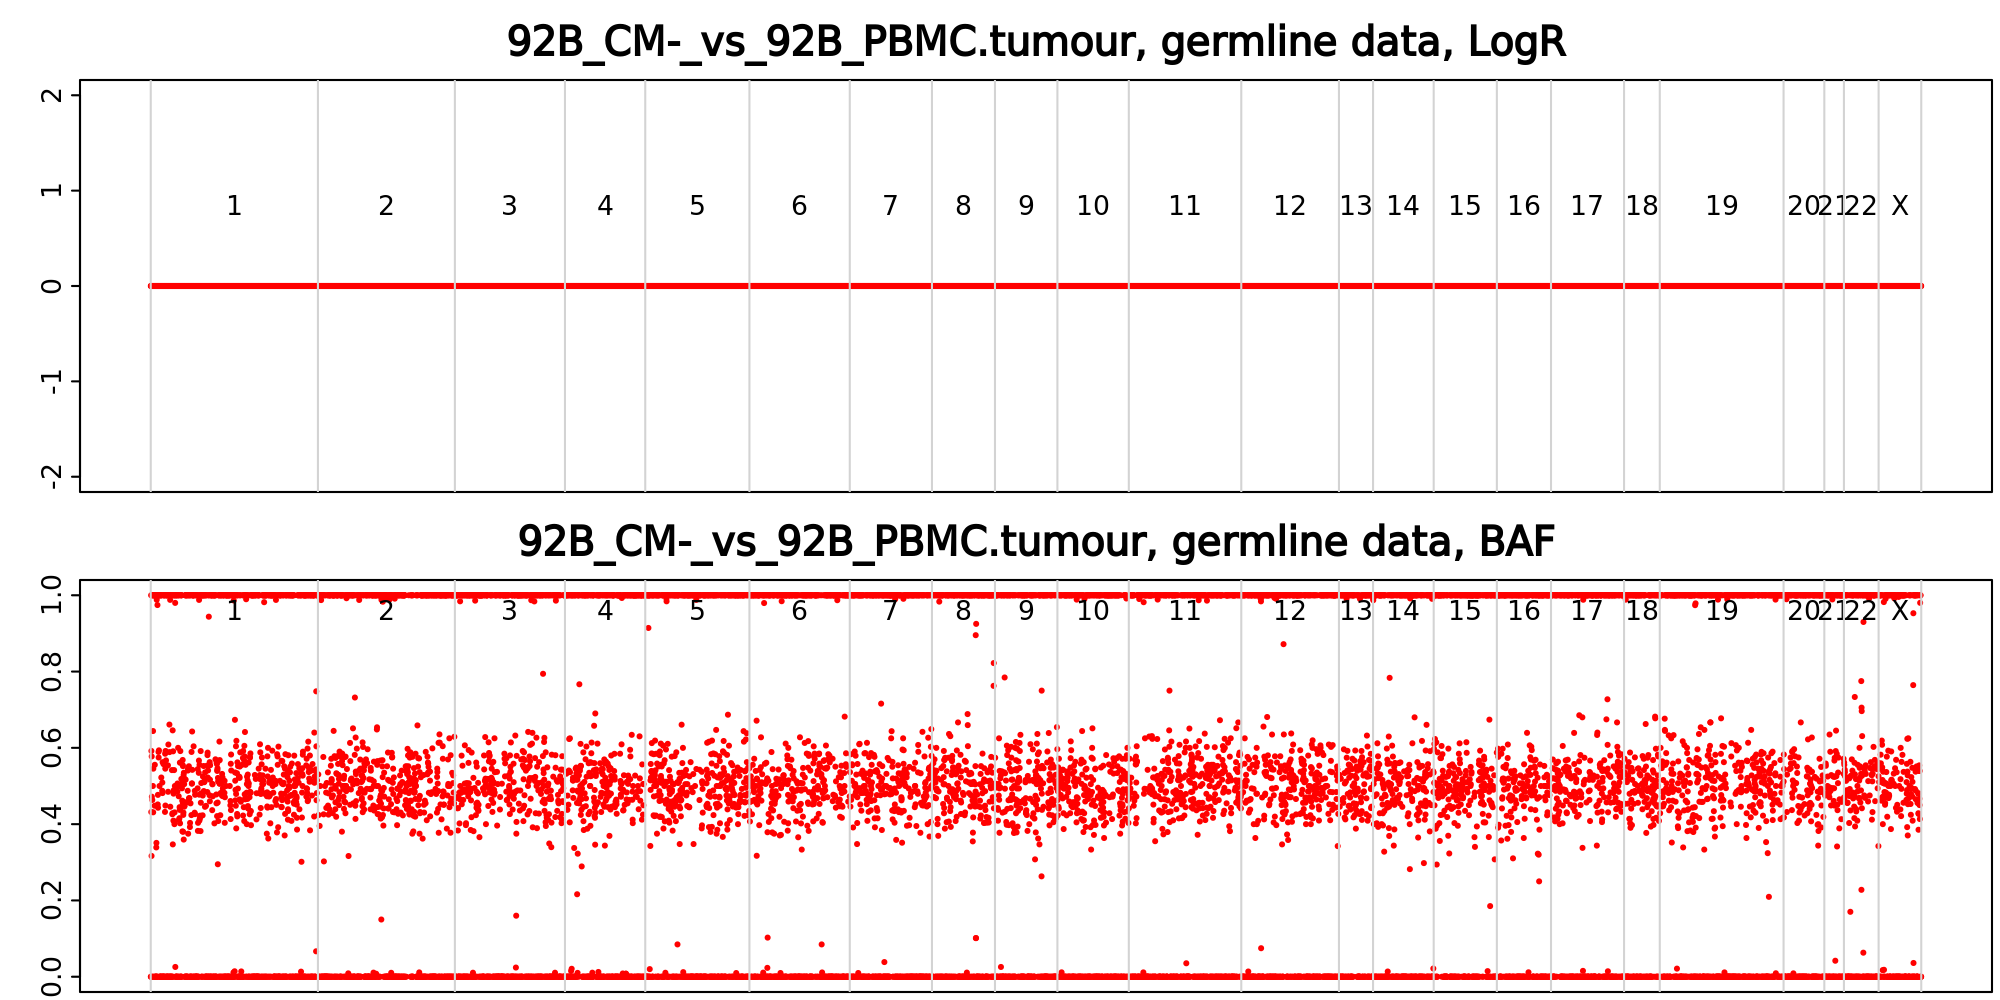 92B_CM-_vs_92B_PBMC.tumour, germline data, LogR
2
1
0
-1
-2
1 2 3 4 5 6 7 8 9 10 11 12 13 14 15 16 17 18 19 20 21 22 X
92B_CM-_vs_92B_PBMC.tumour, germline data, BAF
1.0
0.8
0.6
0.4
0.2
0.0
1 2 3 4 5 6 7 8 9 10 11 12 13 14 15 16 17 18 19 20 21 22 X